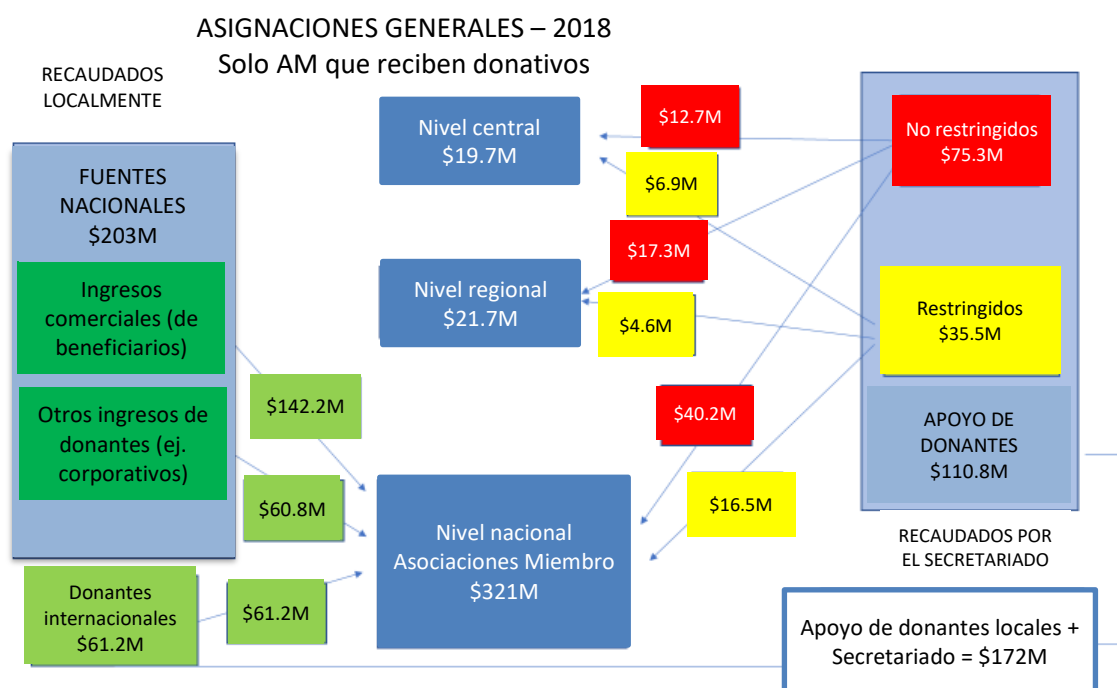 ASIGNACIONES GENERALES – 2018
Solo AM que reciben donativos
RECAUDADOS
LOCALMENTE
FUENTES
NACIONALES
$203M
Ingresos
comerciales (de
beneficiarios)
Otros ingresos de
donantes (ej.
corporativos)
Donantes
internacionales
$61.2M
$142.2M
$60.8M
$61.2M
Nivel central
$19.7M
Nivel regional
$21.7M
Nivel nacional
Asociaciones Miembro
$321M
$12.7M
$6.9M
$17.3M
$4.6M
$40.2M
$16.5M
No restringidos
$75.3M
Restringidos
$35.5M
APOYO DE
DONANTES
$110.8M
RECAUDADOS POR
EL SECRETARIADO
Apoyo de donantes locales +
Secretariado = $172M